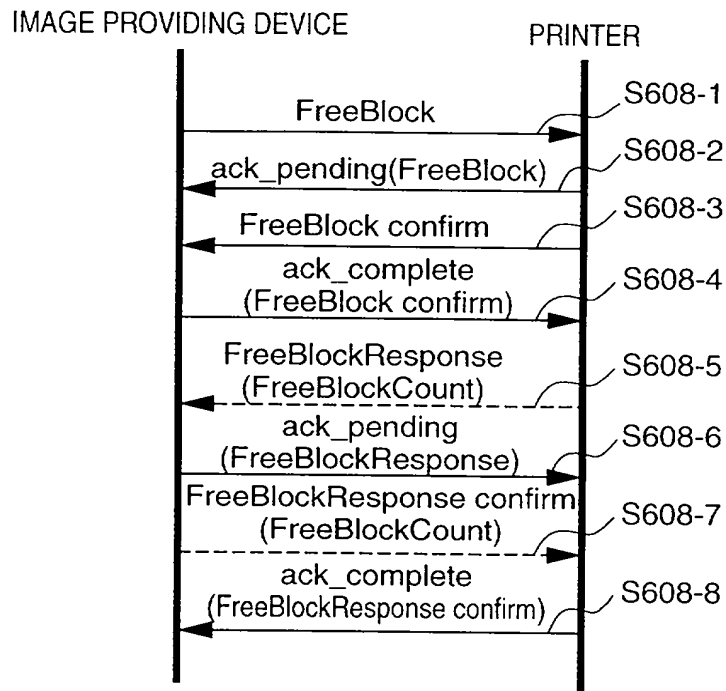 IMAGE PROVIDING DEVICE
PRINTER
FreeBlock
S608-1
ack_pending(FreeBlock)
S608-2
FreeBlock confirm
S608-3
ack_complete
(FreeBlock confirm)
S608-4
FreeBlockResponse
(FreeBlockCount)
S608-5
ack_pending
(FreeBlockResponse)
S608-6
FreeBlockResponse confirm
(FreeBlockCount)
S608-7
ack_complete
(FreeBlockResponse confirm)
S608-8